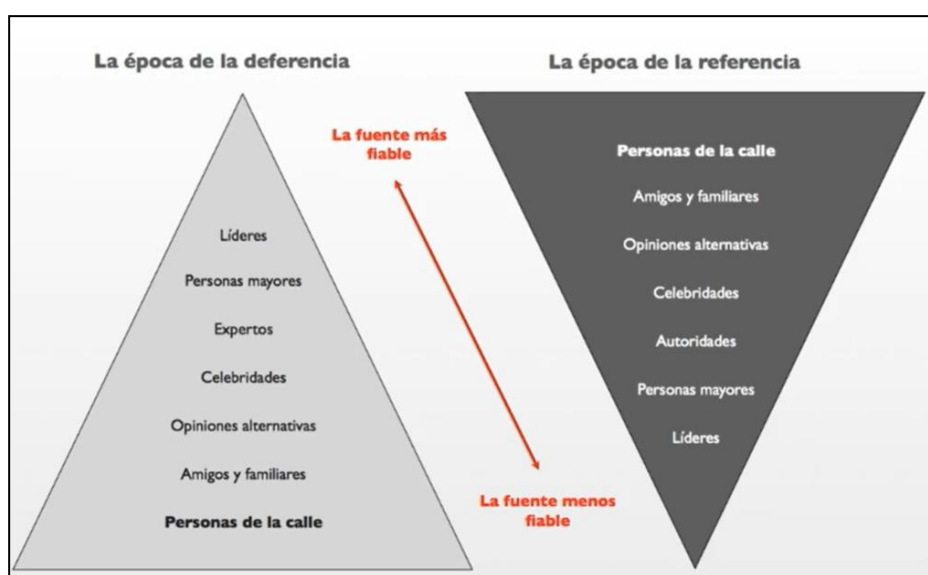 La época de la deferencia
Líderes
Personas mayores
Expertos
Celebridades
Opiniones alternativas
Amigos y familiares
Personas de la calle
La fuente más
fiable
La fuente menos
fiable
La época de la referencia
Personas de la calle
Amigos y familiares
Opiniones alternativas
Celebridades
Autoridades
Personas mayores
Líderes